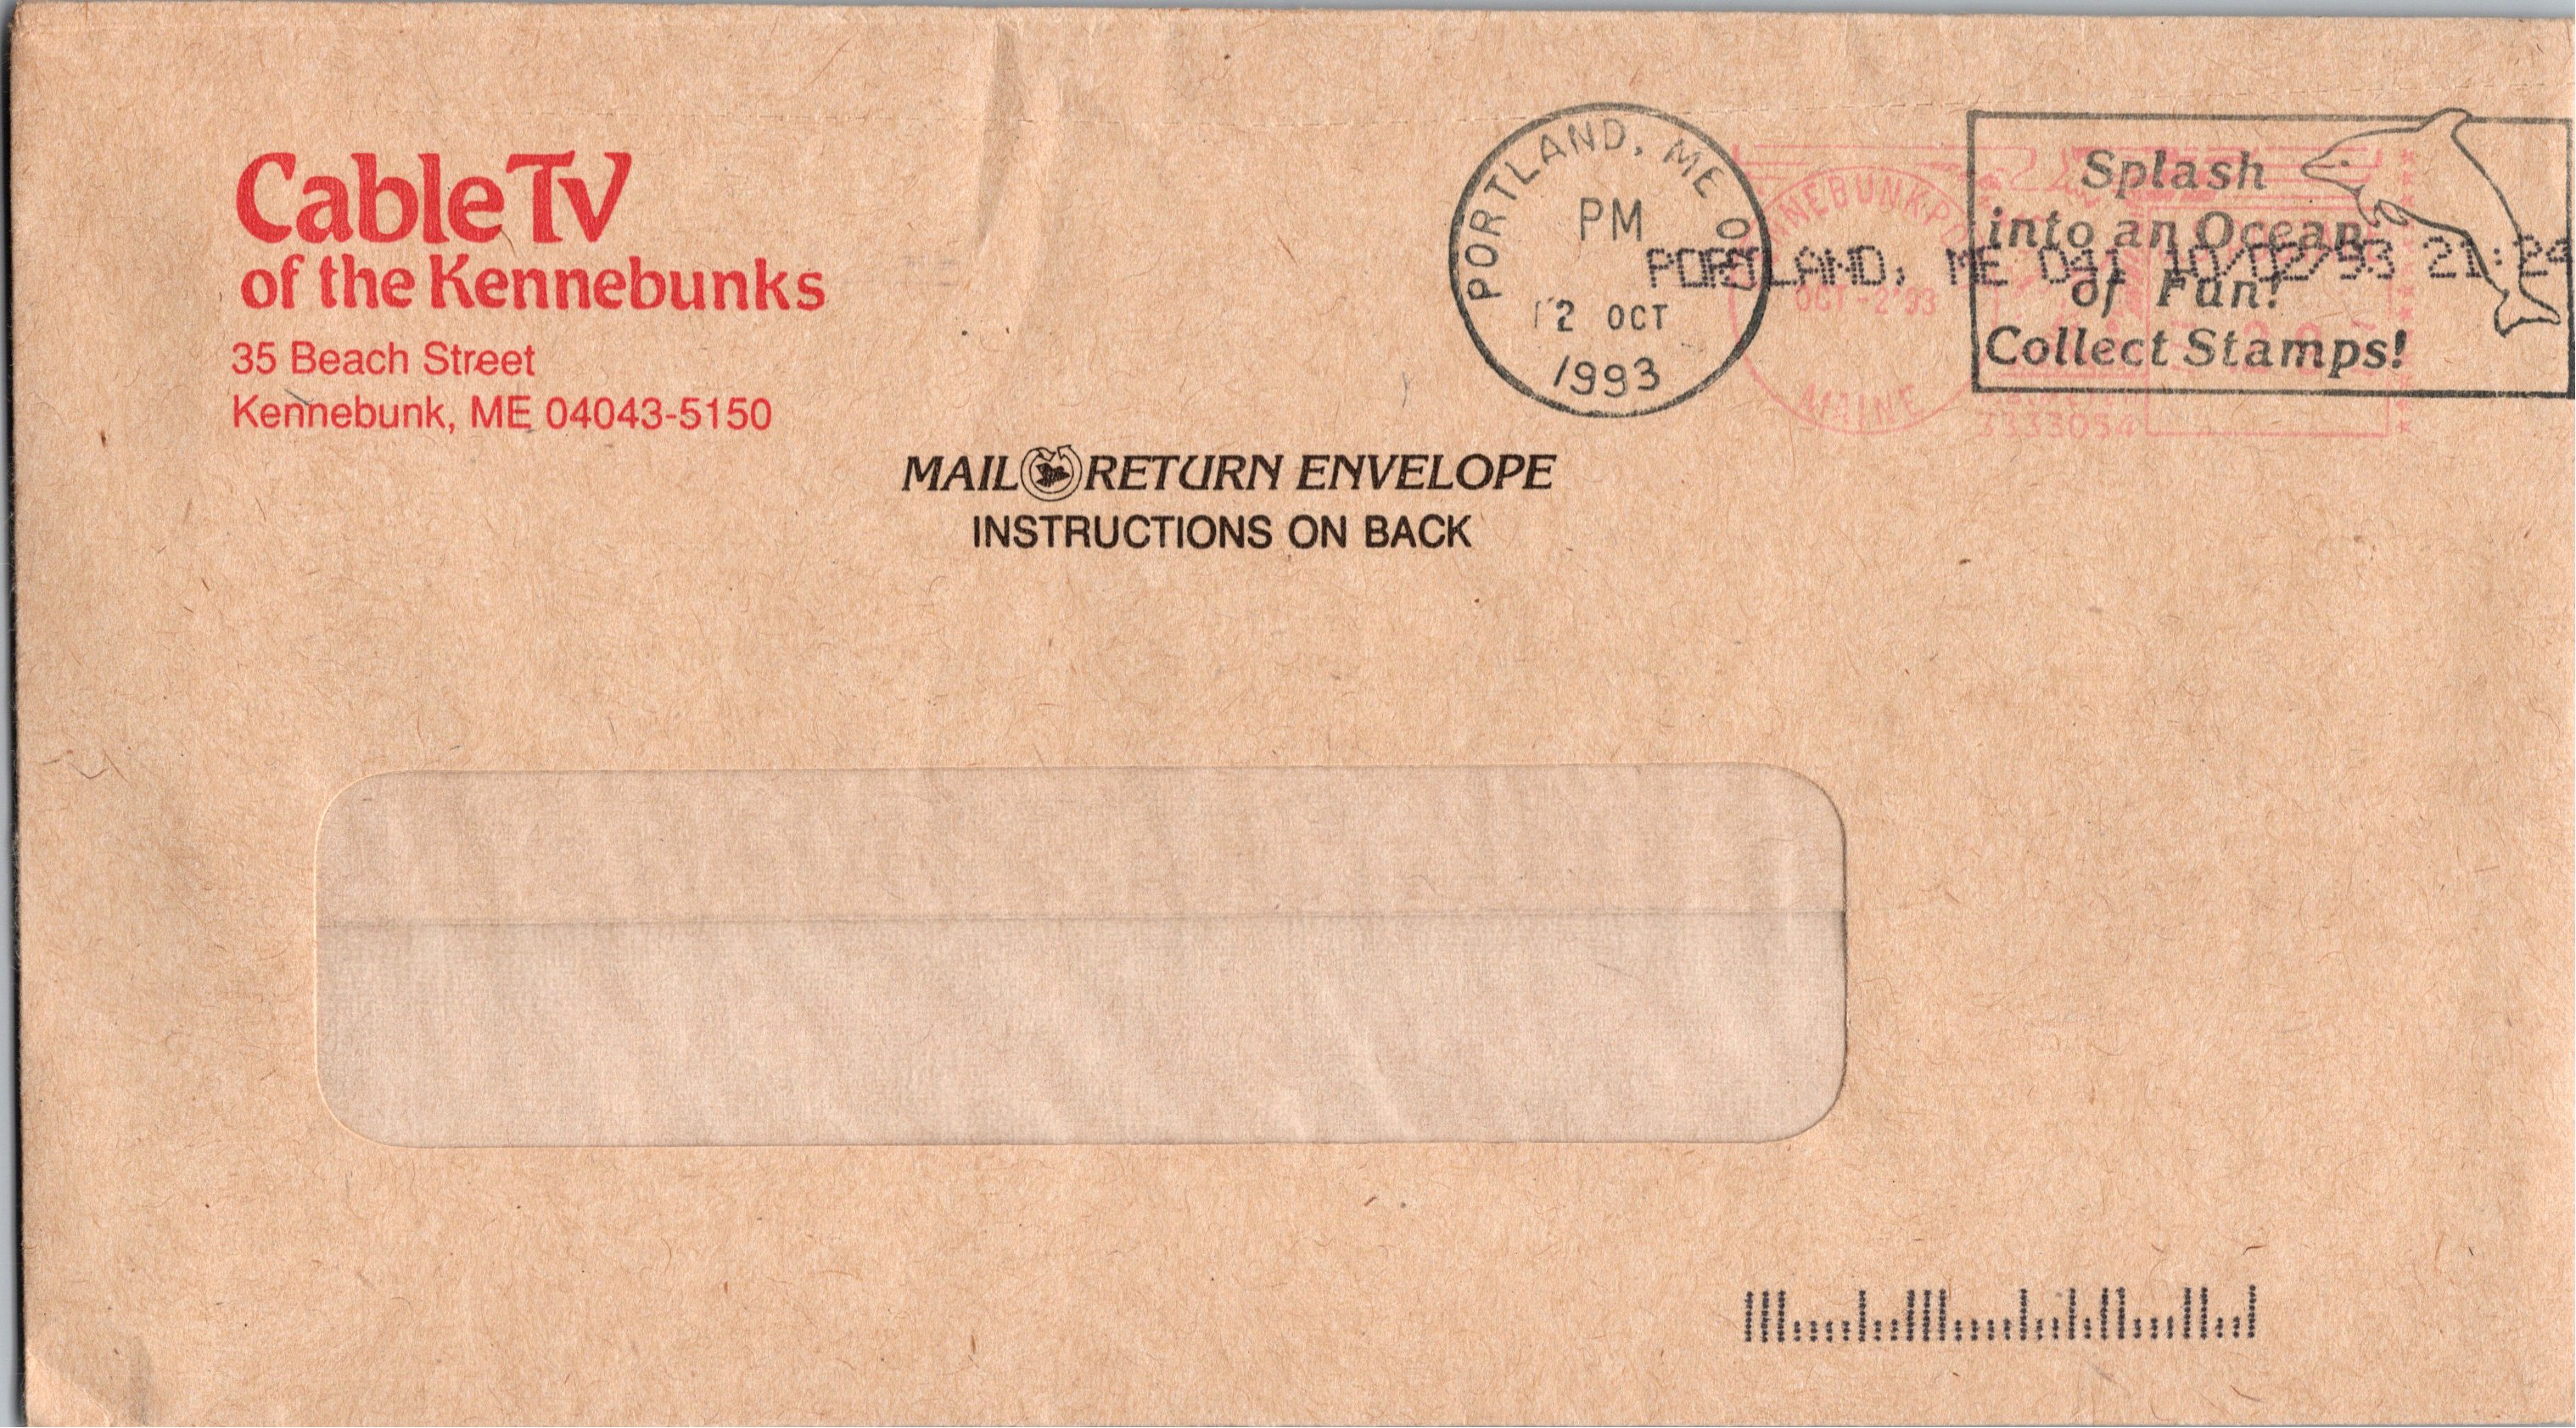 Cable TV
of the Kennebunks
35 Beach Street
Kennebunk, ME 04043-5150
PORTLAND, ME
PM
2 OCT
1993
PORTLAND, ME 041 10/02/93 21:24
OCT -2'93
MAINE
7333054
Splash
into an Ocean
of Fun!
Collect Stamps!
MAIL RETURN ENVELOPE
INSTRUCTIONS ON BACK